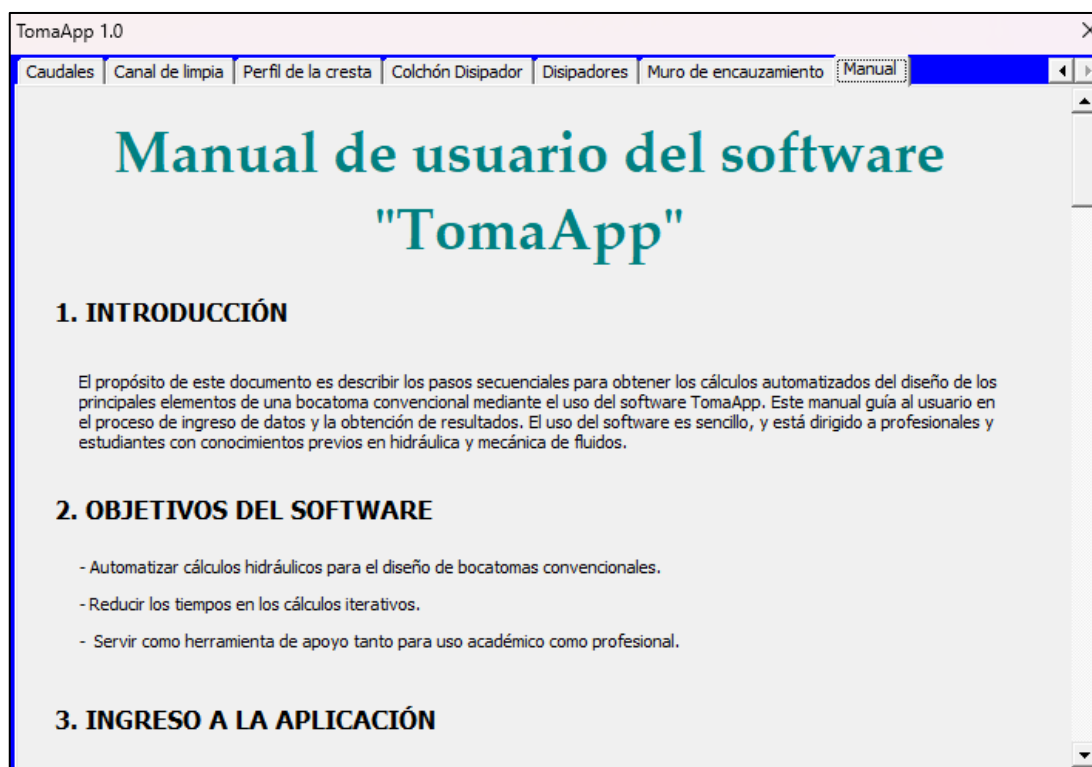 TomaApp 1.0
Caudales Canal de limpia Perfil de la cresta Colchón Disipador Disipadores Muro de encauzamiento Manual
Manual de usuario del software
"TomaApp"
1. INTRODUCCIÓN
El propósito de este documento es describir los pasos secuenciales para obtener los cálculos automatizados del diseño de los
principales elementos de una bocatoma convencional mediante el uso del software TomaApp. Este manual guía al usuario en
el proceso de ingreso de datos y la obtención de resultados. El uso del software es sencillo, y está dirigido a profesionales y
estudiantes con conocimientos previos en hidráulica y mecánica de fluidos.
2. OBJETIVOS DEL SOFTWARE
- Automatizar cálculos hidráulicos para el diseño de bocatomas convencionales.
- Reducir los tiempos en los cálculos iterativos.
- Servir como herramienta de apoyo tanto para uso académico como profesional.
3. INGRESO A LA APLICACIÓN